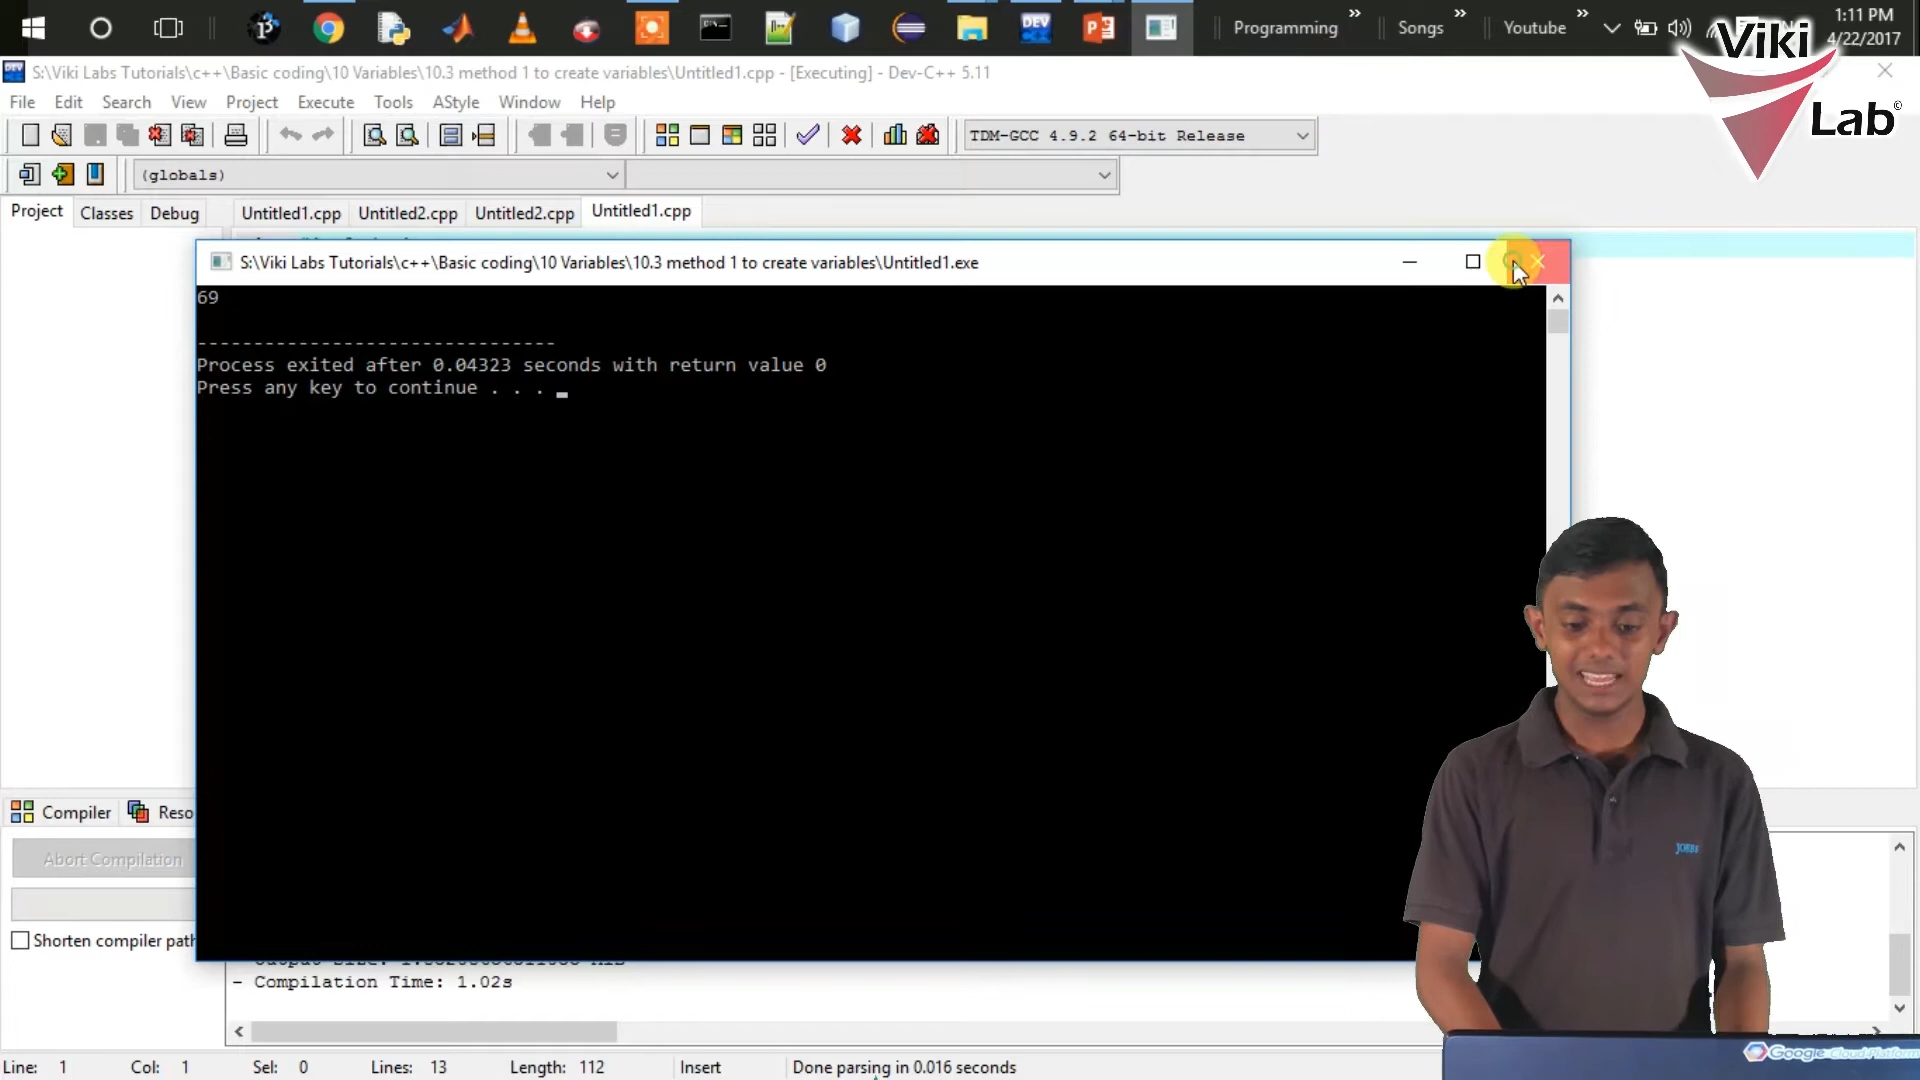 Programming
Songs
Youtube
1:11 PM
4/22/2017
Viki
Lab©
DEV
S:\Viki Labs Tutorials\c++\Basic coding\10 Variables\10.3 method 1 to create variables\Untitled1.cpp - [Executing] - Dev-C++ 5.11
File Edit Search View Project Execute Tools AStyle Window Help
TDM-GCC 4.9.2 64-bit Release
(globals)
Project Classes Debug Untitled1.cpp Untitled2.cpp Untitled2.cpp Untitled1.cpp
S:\Viki Labs Tutorials\c++\Basic coding\10 Variables\10.3 method 1 to create variables\Untitled1.exe
69
--------------------------------
Process exited after 0.04323 seconds with return value 0
Press any key to continue . . .
Compiler Reso
Abort Compilation
JOBBS
Shorten compiler path
- Compilation Time: 1.02s
Google Cloud Platform
Line: 1 Col: 1 Sel: 0 Lines: 13 Length: 112 Insert Done parsing in 0.016 seconds